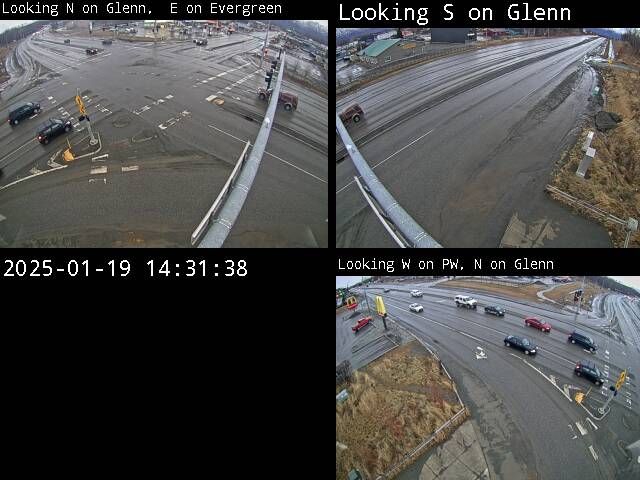 Looking N on Glenn, E on Evergreen
Looking S on Glenn
2025-01-19 14:31:38
Looking W on PW, N on Glenn